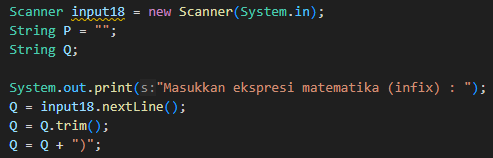 Scanner input18 = new Scanner(System.in);
String P = "";
String Q;
System.out.print(s:"Masukkan ekspresi matematika (infix) : ");
Q = input18.nextLine();
Q = Q.trim();
Q = Q + ")";